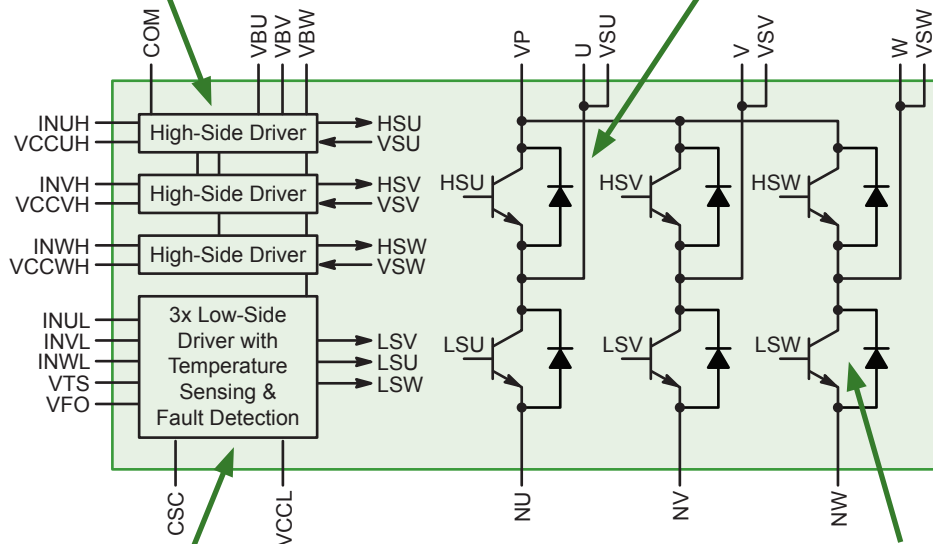 COM
VBU
VBV
VBW
VP
U
VSU
V
VSV
W
VSW
INUH
VCCUH
High-Side Driver
HSU
VSU
INVH
VCCVH
High-Side Driver
HSV
VSV
INWH
VCCWH
High-Side Driver
HSW
VSW
HSU
HSV
HSW
INUL
INVL
INWL
VTS
VFO
3x Low-Side
Driver with
Temperature
Sensing &
Fault Detection
LSV
LSU
LSW
LSU
LSV
LSW
CSC
VCCL
NU
NV
NW